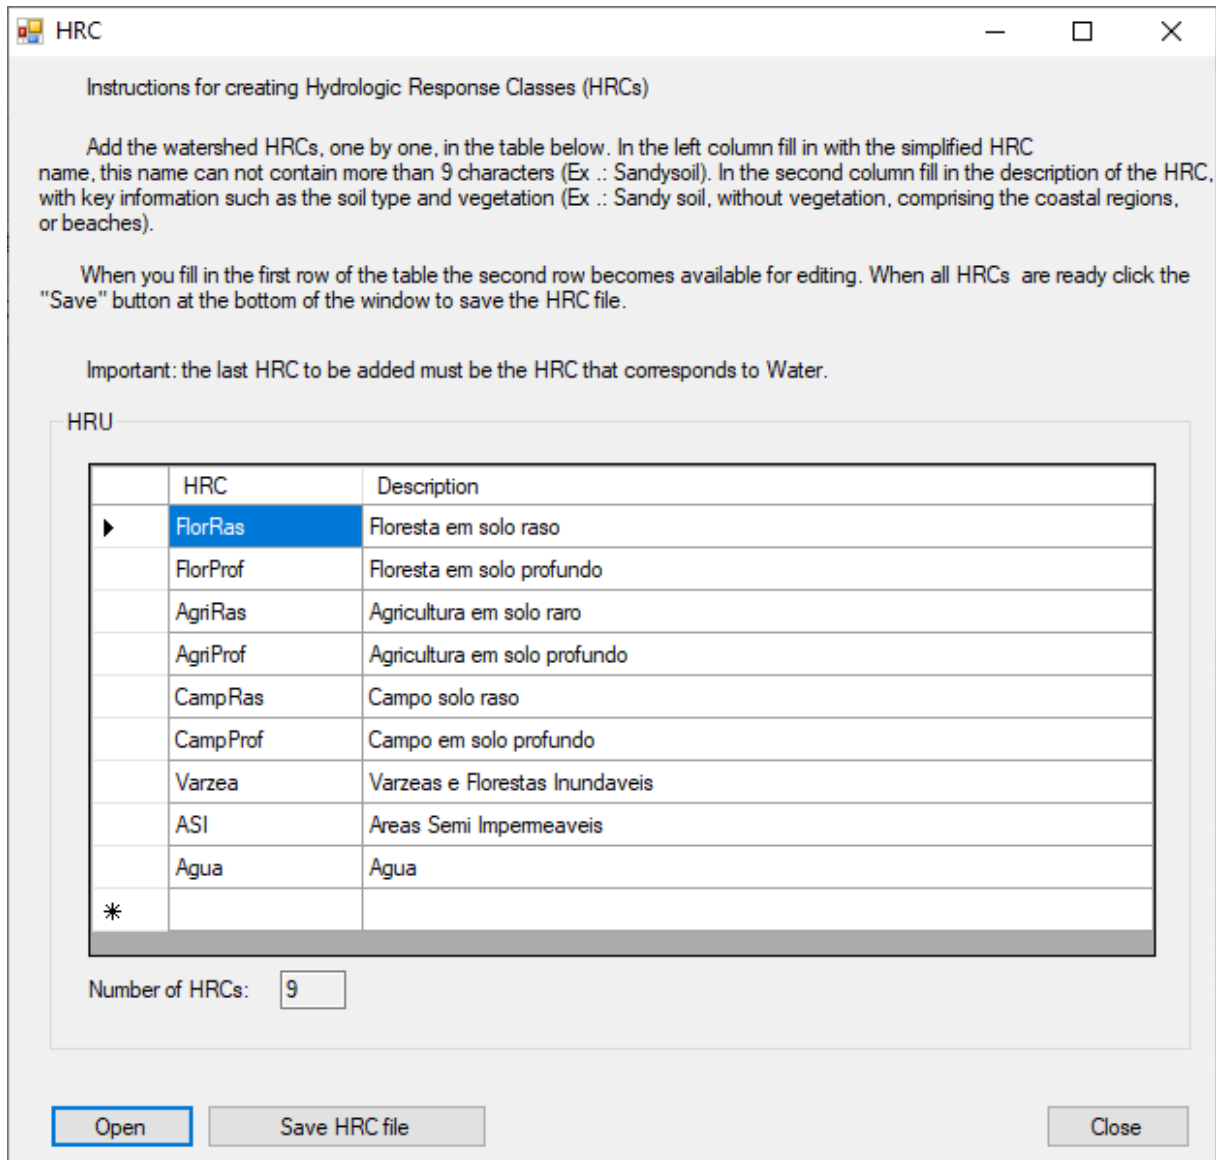 HRC
Instructions for creating Hydrologic Response Classes (HRCs)
Add the watershed HRCs, one by one, in the table below. In the left column fill in with the simplified HRC
name, this name can not contain more than 9 characters (Ex .: Sandysoil). In the second column fill in the description of the HRC,
with key information such as the soil type and vegetation (Ex .: Sandy soil, without vegetation, comprising the coastal regions,
or beaches).
When you fill in the first row of the table the second row becomes available for editing. When all HRCs are ready click the
"Save" button at the bottom of the window to save the HRC file.
Important: the last HRC to be added must be the HRC that corresponds to Water.
HRU
HRC Description
FlorRas Floresta em solo raso
FlorProf Floresta em solo profundo
AgriRas Agricultura em solo raro
AgriProf Agricultura em solo profundo
CampRas Campo solo raso
CampProf Campo em solo profundo
Varzea Varzeas e Florestas Inundaveis
ASI Areas Semi Impermeaveis
Agua Agua
Number of HRCs: 9
Open Save HRC file Close